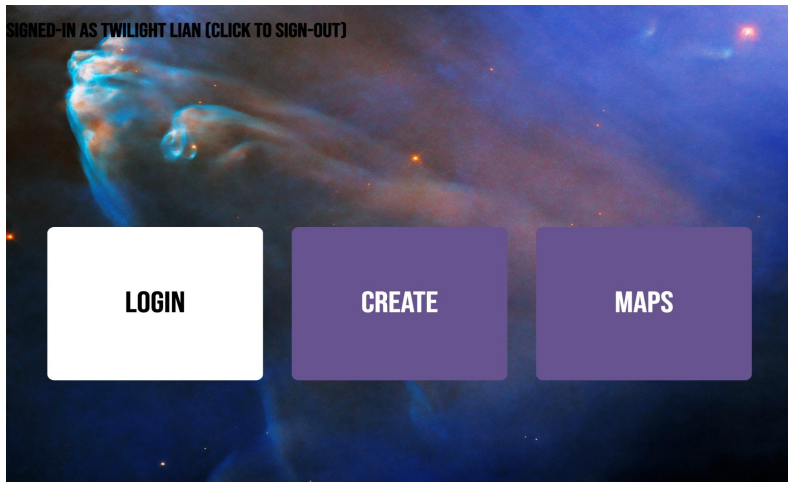 SIGNED-IN AS TWILIGHT LIAN (CLICK TO SIGN-OUT)
LOGIN
CREATE
MAPS